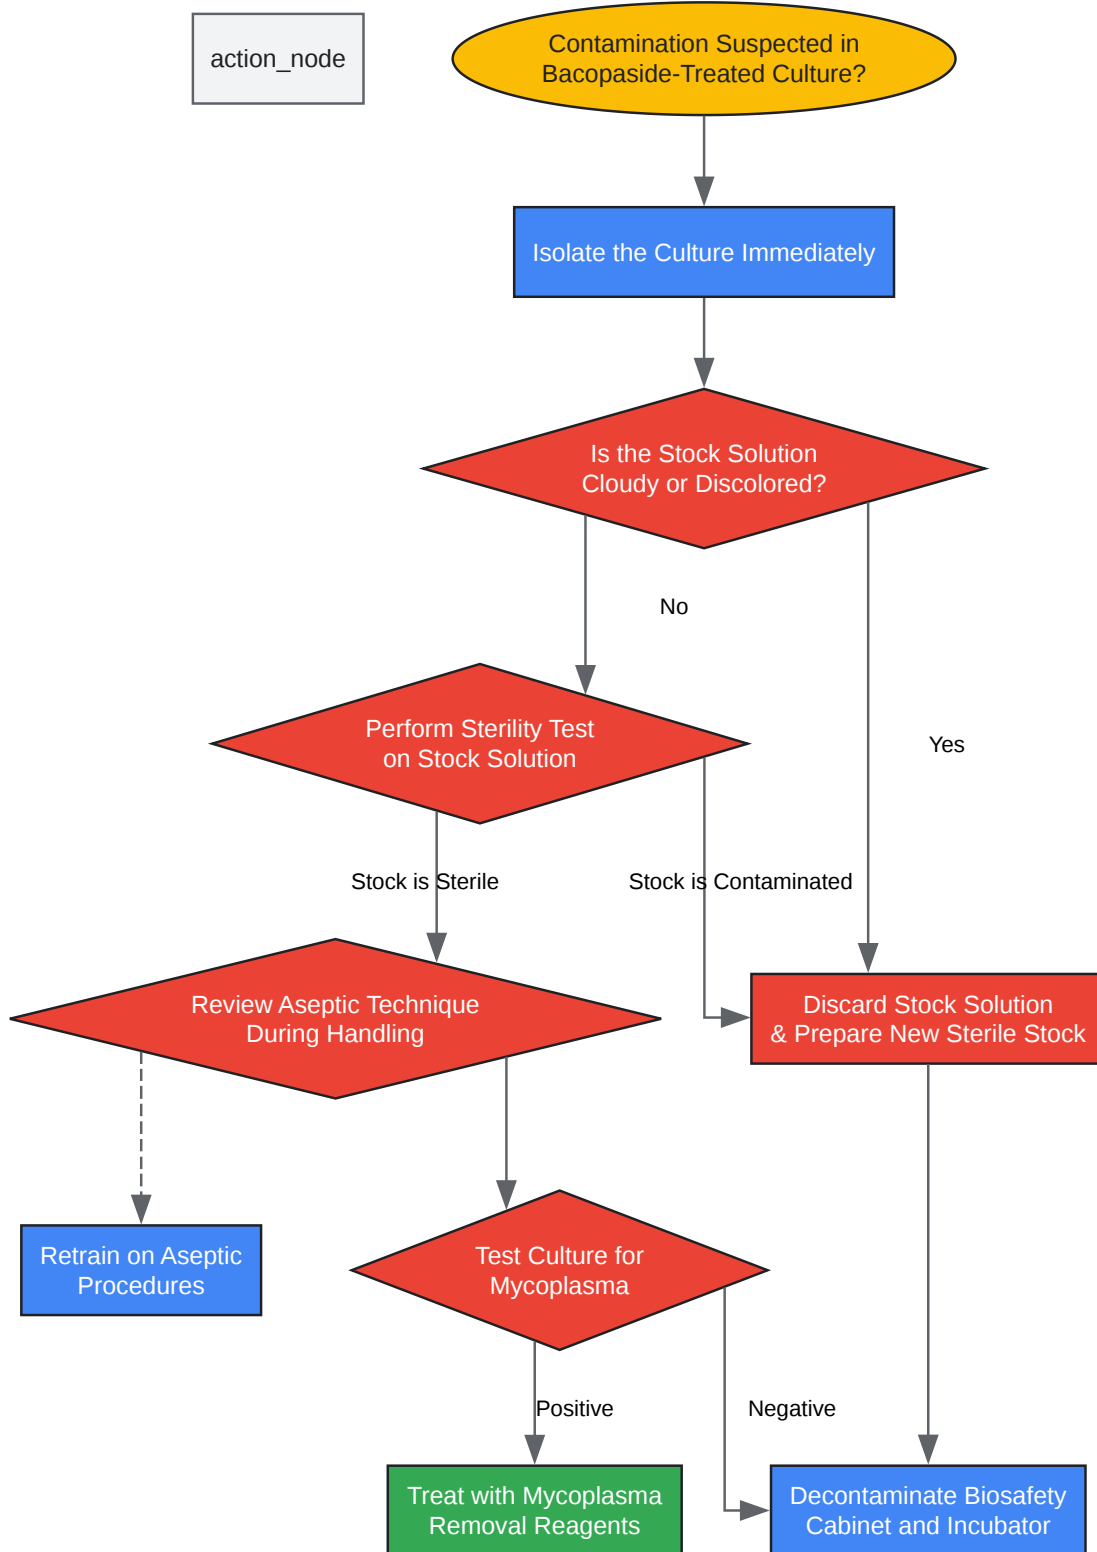 action_node
Contamination Suspected in
Bacopaside-Treated Culture?
Isolate the Culture Immediately
Is the Stock Solution
Cloudy or Discolored?
No
Perform Sterility Test
on Stock Solution
Yes
Stock is Sterile
Stock is Contaminated
Review Aseptic Technique
During Handling
Discard Stock Solution
& Prepare New Sterile Stock
Retrain on Aseptic
Procedures
Test Culture for
Mycoplasma
Positive
Negative
Treat with Mycoplasma
Removal Reagents
Decontaminate Biosafety
Cabinet and Incubator